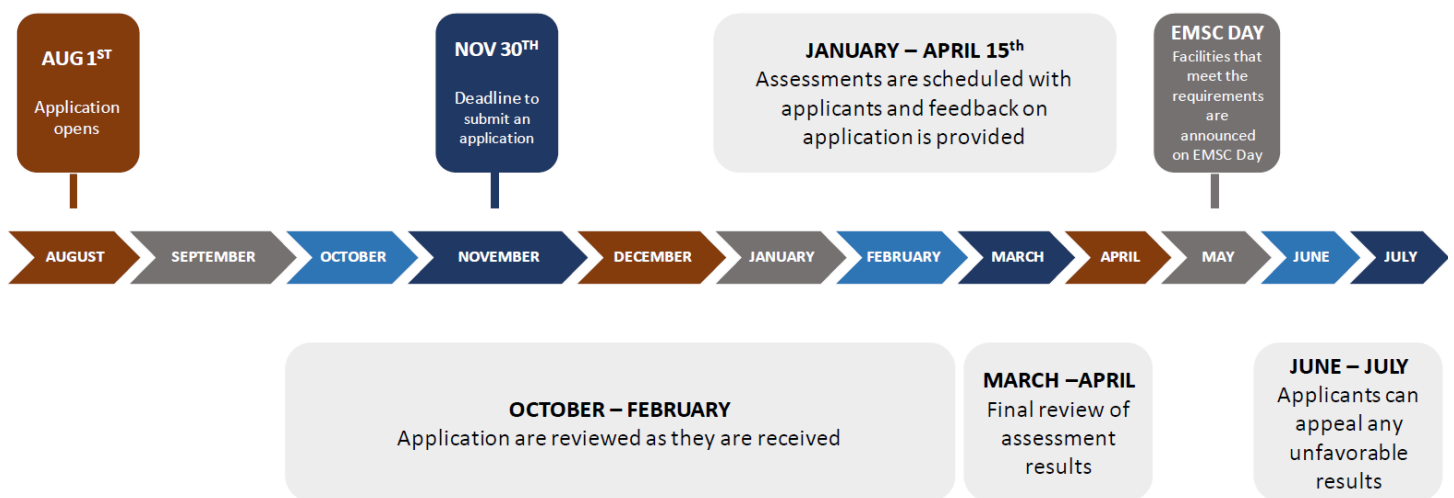 AUG 1ST
Application
opens
NOV 30TH
Deadline to
submit an
application
JANUARY – APRIL 15th
Assessments are scheduled with
applicants and feedback on
application is provided
EMSC DAY
Facilities that
meet the
requirements
are
announced
on EMSC Day
AUGUST
SEPTEMBER
OCTOBER
NOVEMBER
DECEMBER
JANUARY
FEBRUARY
MARCH
APRIL
MAY
JUNE
JULY
OCTOBER – FEBRUARY
Application are reviewed as they are received
MARCH –APRIL
Final review of
assessment
results
JUNE – JULY
Applicants can
appeal any
unfavorable
results